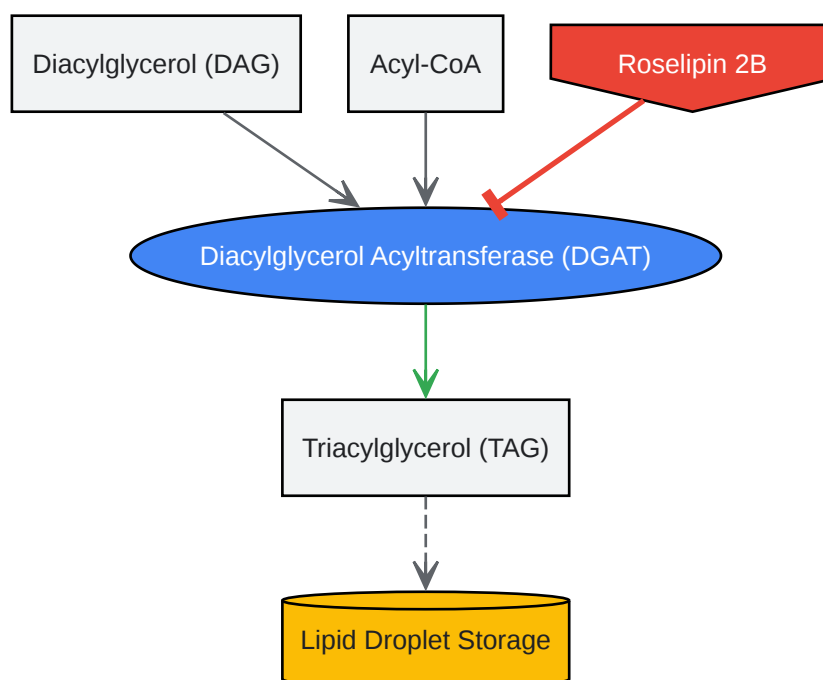 Diacylglycerol (DAG)
Acyl-CoA
Roselipin 2B
Diacylglycerol Acyltransferase (DGAT)
Triacylglycerol (TAG)
Lipid Droplet Storage